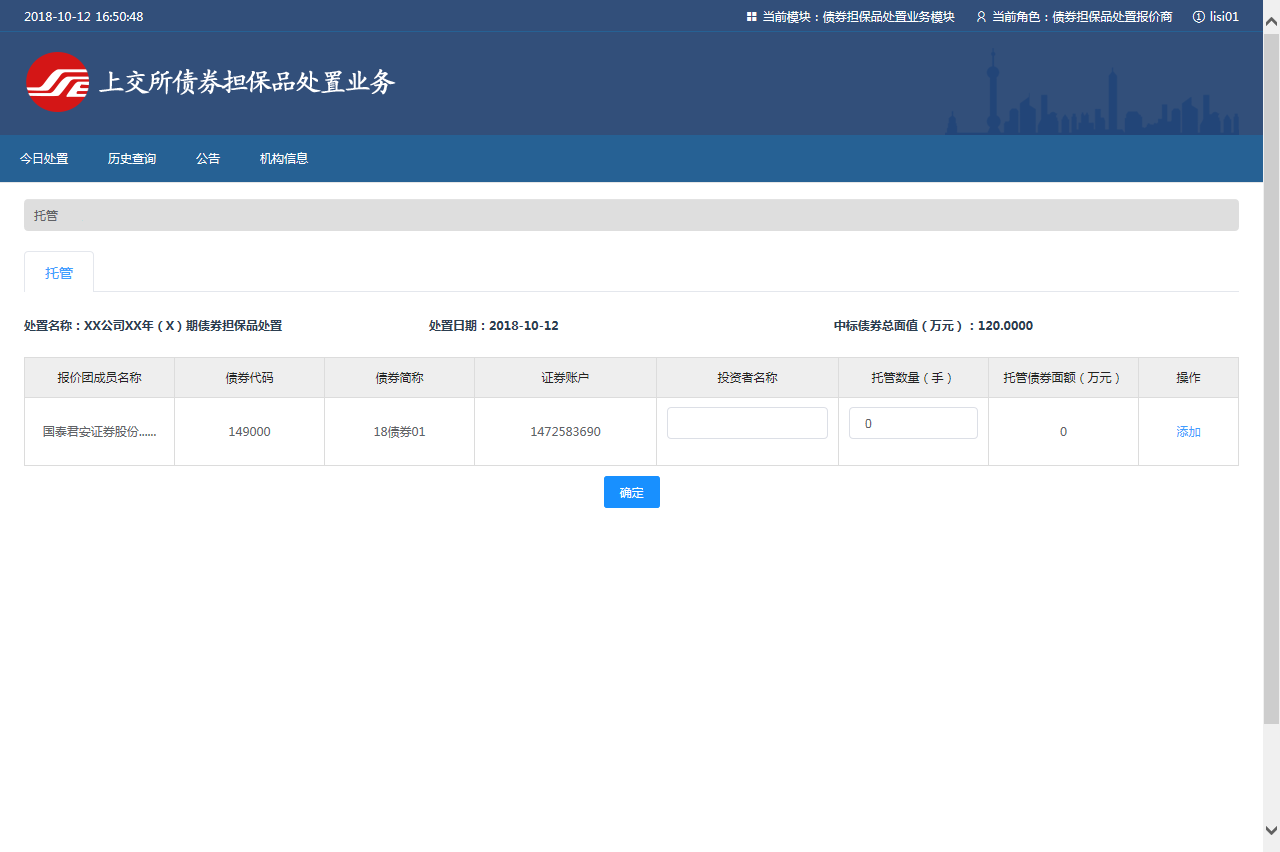 2018-10-12 16:50:48
当前模块：债券担保品处置业务模块 当前角色：债券担保品处置报价商 lisi01
上交所债券担保品处置业务
今日处置 历史查询 公告 机构信息
托管
托管
处置名称：XX公司XX年（X）期债券担保品处置 处置日期：2018-10-12 中标债券总面值（万元）：120.0000
报价团成员名称 债券代码 债券简称 证券账户 投资者名称 托管数量（手） 托管债券面额（万元） 操作
国泰君安证券股份...... 149000 18债券01 1472583690 0 0 添加
确定